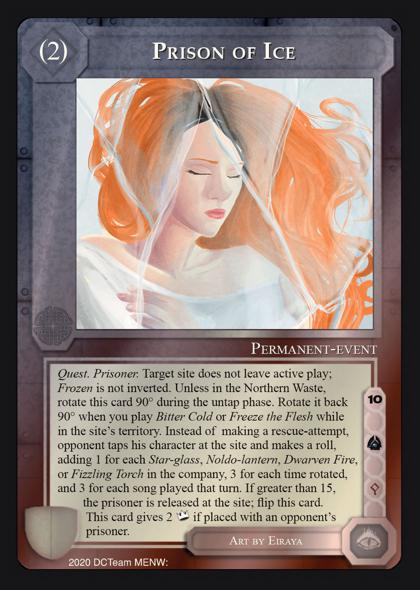 (2)
PRISON OF ICE
PERMANENT-EVENT
Quest. Prisoner. Target site does not leave active play;
Frozen is not inverted. Unless in the Northern Waste,
rotate this card 90° during the untap phase. Rotate it back
90° when you play Bitter Cold or Freeze the Flesh while
in the site's territory. Instead of making a rescue-attempt,
opponent taps his character at the site and makes a roll,
adding 1 for each Star-glass, Noldo-lantern, Dwarven Fire,
or Fizzling Torch in the company, 3 for each time rotated,
and 3 for each song played that turn. If greater than 15,
the prisoner is released at the site; flip this card.
This card gives 2 if placed with an opponent's
prisoner.
10
ART BY EIRAYA
2020 DCTeam MENW: